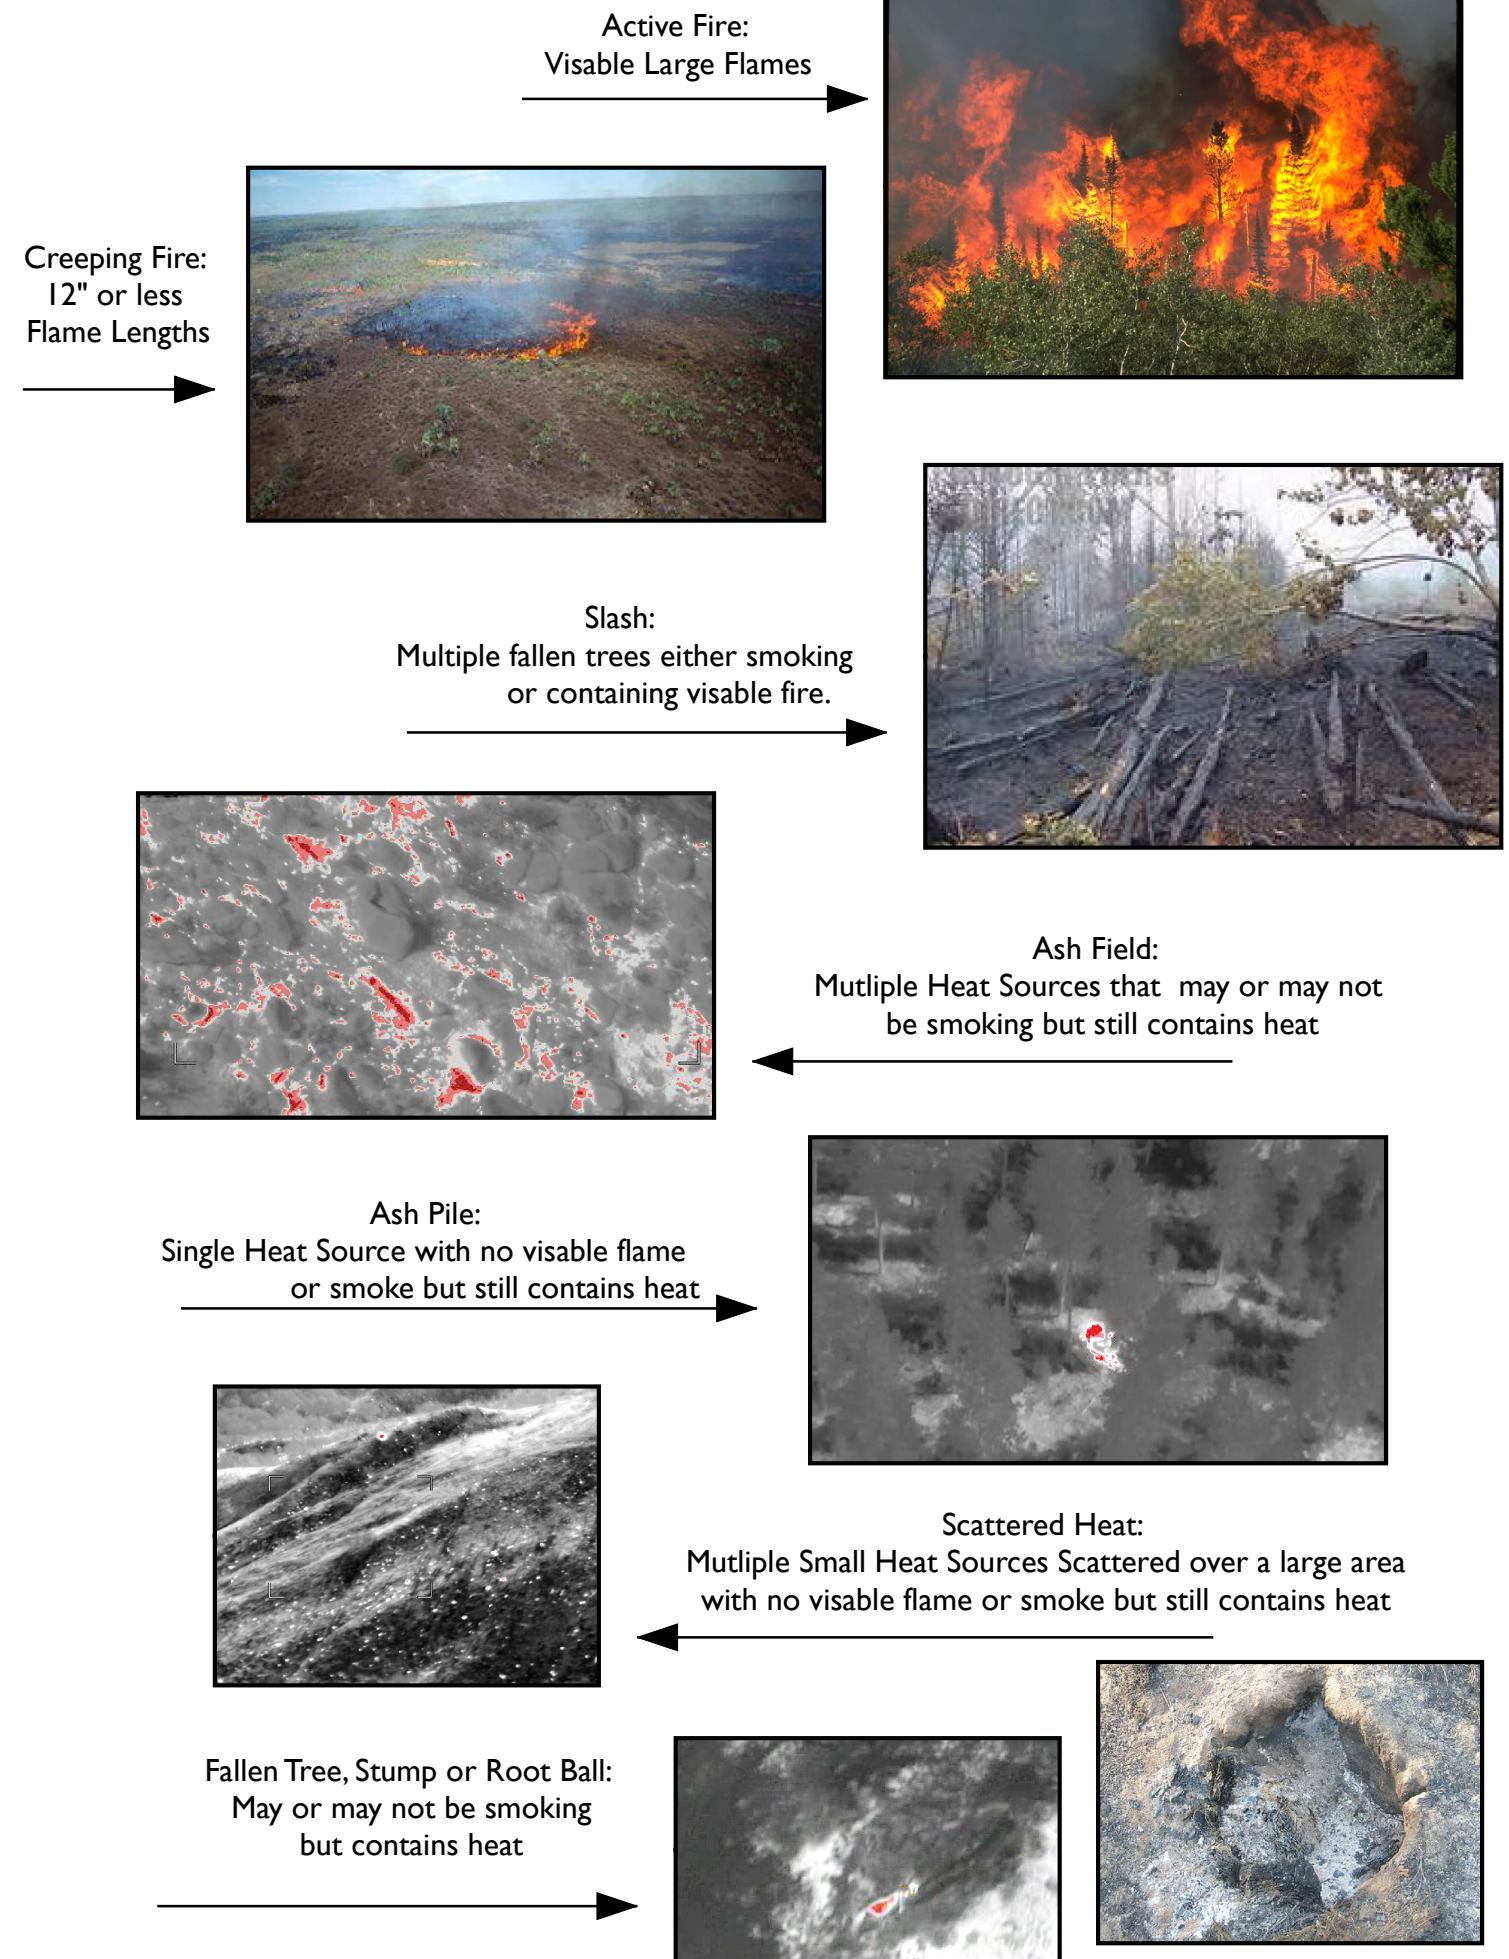 Active Fire:
Visable Large Flames
Creeping Fire:
12" or less
Flame Lengths
Slash:
Multiple fallen trees either smoking
or containing visable fire.
Ash Field:
Mutliple Heat Sources that may or may not
be smoking but still contains heat
Ash Pile:
Single Heat Source with no visable flame
or smoke but still contains heat
Scattered Heat:
Mutliple Small Heat Sources Scattered over a large area
with no visable flame or smoke but still contains heat
Fallen Tree, Stump or Root Ball:
May or may not be smoking
but contains heat